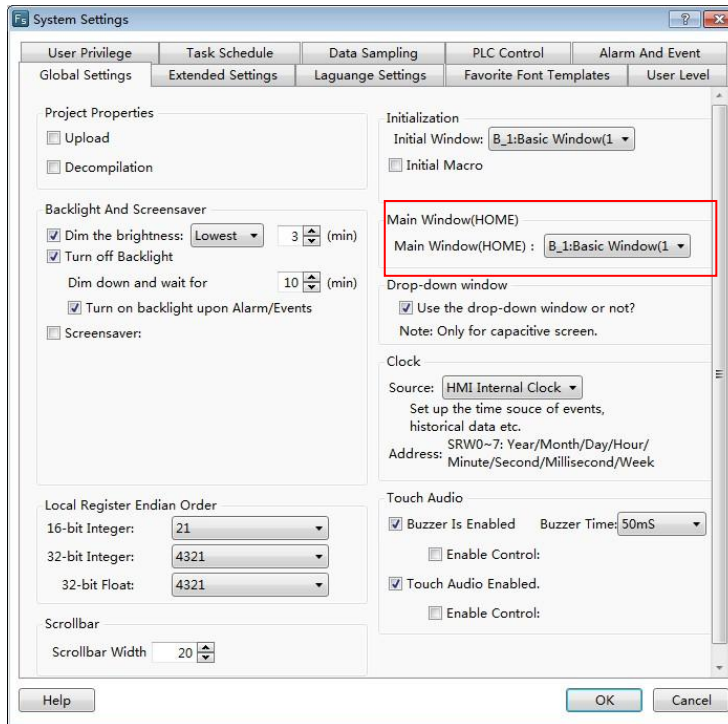 Fs System Settings
User Privilege Task Schedule Data Sampling PLC Control Alarm And Event
Global Settings Extended Settings Laguange Settings Favorite Font Templates User Level
Project Properties
Upload
Decompilation
Backlight And Screensaver
Dim the brightness: Lowest 3 (min)
Turn off Backlight
Dim down and wait for 10 (min)
Turn on backlight upon Alarm/Events
Screensaver:
Local Register Endian Order
16-bit Integer: 21
32-bit Integer: 4321
32-bit Float: 4321
Scrollbar
Scrollbar Width 20
Initialization
Initial Window: B_1:Basic Window(1
Initial Macro
Main Window(HOME)
Main Window(HOME) : B_1:Basic Window(1
Drop-down window
Use the drop-down window or not?
Note: Only for capacitive screen.
Clock
Source: HMI Internal Clock
Set up the time souce of events,
historical data etc.
Address: SRW0~7: Year/Month/Day/Hour/
Minute/Second/Millisecond/Week
Touch Audio
Buzzer Is Enabled Buzzer Time: 50mS
Enable Control:
Touch Audio Enabled.
Enable Control:
Help OK Cancel